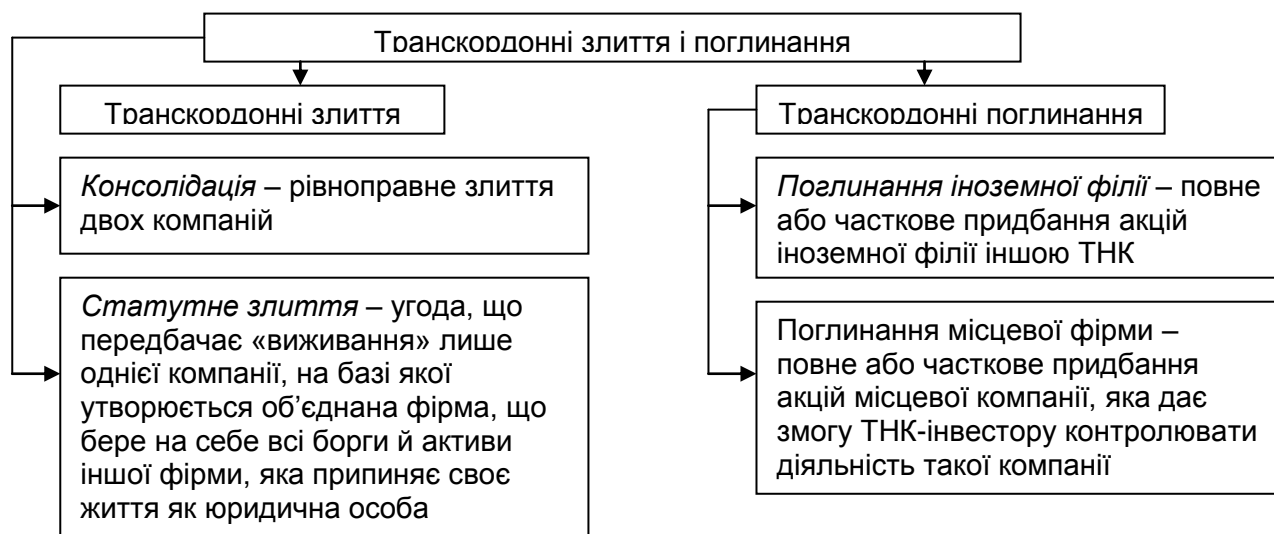 Транскордонні злиття і поглинання
Транскордонні злиття
Консолідація – рівноправне злиття
двох компаній
Статутне злиття – угода, що
передбачає «виживання» лише
однієї компанії, на базі якої
утворюється об’єднана фірма, що
бере на себе всі борги й активи
іншої фірми, яка припиняє своє
життя як юридична особа
Транскордонні поглинання
Поглинання іноземної філії – повне
або часткове придбання акцій
іноземної філії іншою ТНК
Поглинання місцевої фірми –
повне або часткове придбання
акцій місцевої компанії, яка дає
змогу ТНК-інвестору контролювати
діяльність такої компанії